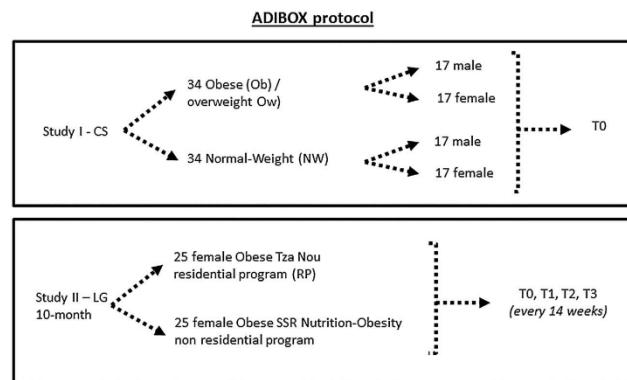 ADIBOX protocol
Study I - CS
34 Obese (Ob) /
overweight Ow)
34 Normal-Weight (NW)
17 male
17 female
17 male
17 female
T0
Study II – LG
10-month
25 female Obese Tza Nou
residential program (RP)
25 female Obese SSR Nutrition-Obesity
non residential program
T0, T1, T2, T3
(every 14 weeks)